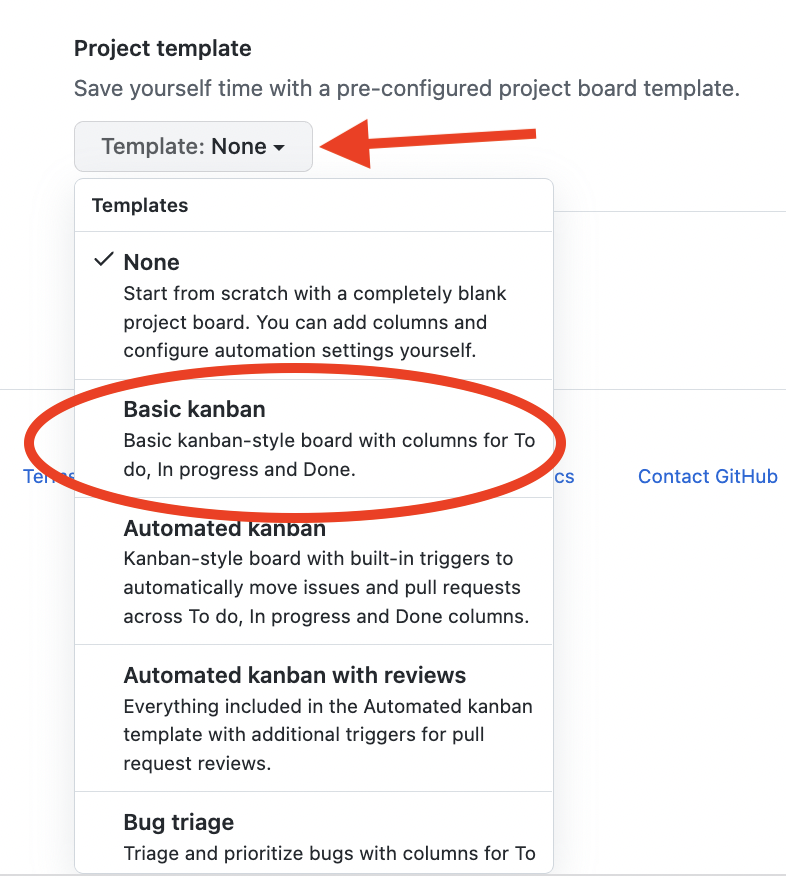 Project template
Save yourself time with a pre-configured project board template.
Template: None
Templates
None
Start from scratch with a completely blank
project board. You can add columns and
configure automation settings yourself.
Basic kanban
Basic kanban-style board with columns for To
do, In progress and Done.
Contact GitHub
Automated kanban
Kanban-style board with built-in triggers to
automatically move issues and pull requests
across To do, In progress and Done columns.
Automated kanban with reviews
Everything included in the Automated kanban
template with additional triggers for pull
request reviews.
Bug triage
Triage and prioritize bugs with columns for To